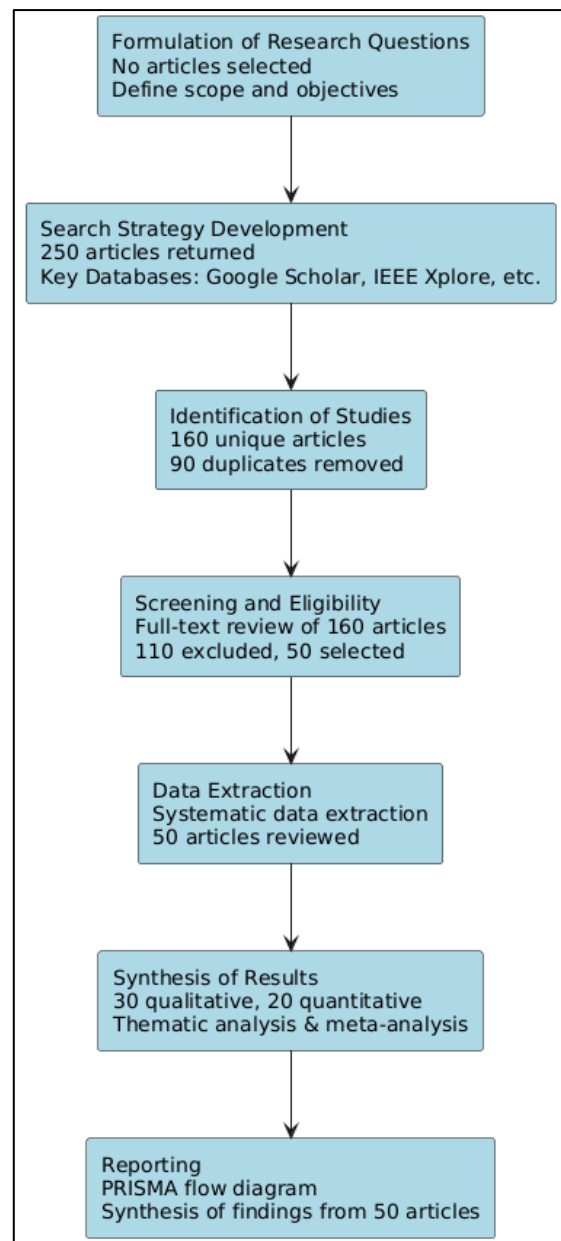 Formulation of Research Questions
No articles selected
Define scope and objectives
Search Strategy Development
250 articles returned
Key Databases: Google Scholar, IEEE Xplore, etc.
Identification of Studies
160 unique articles
90 duplicates removed
Screening and Eligibility
Full-text review of 160 articles
110 excluded, 50 selected
Data Extraction
Systematic data extraction
50 articles reviewed
Synthesis of Results
30 qualitative, 20 quantitative
Thematic analysis & meta-analysis
Reporting
PRISMA flow diagram
Synthesis of findings from 50 articles